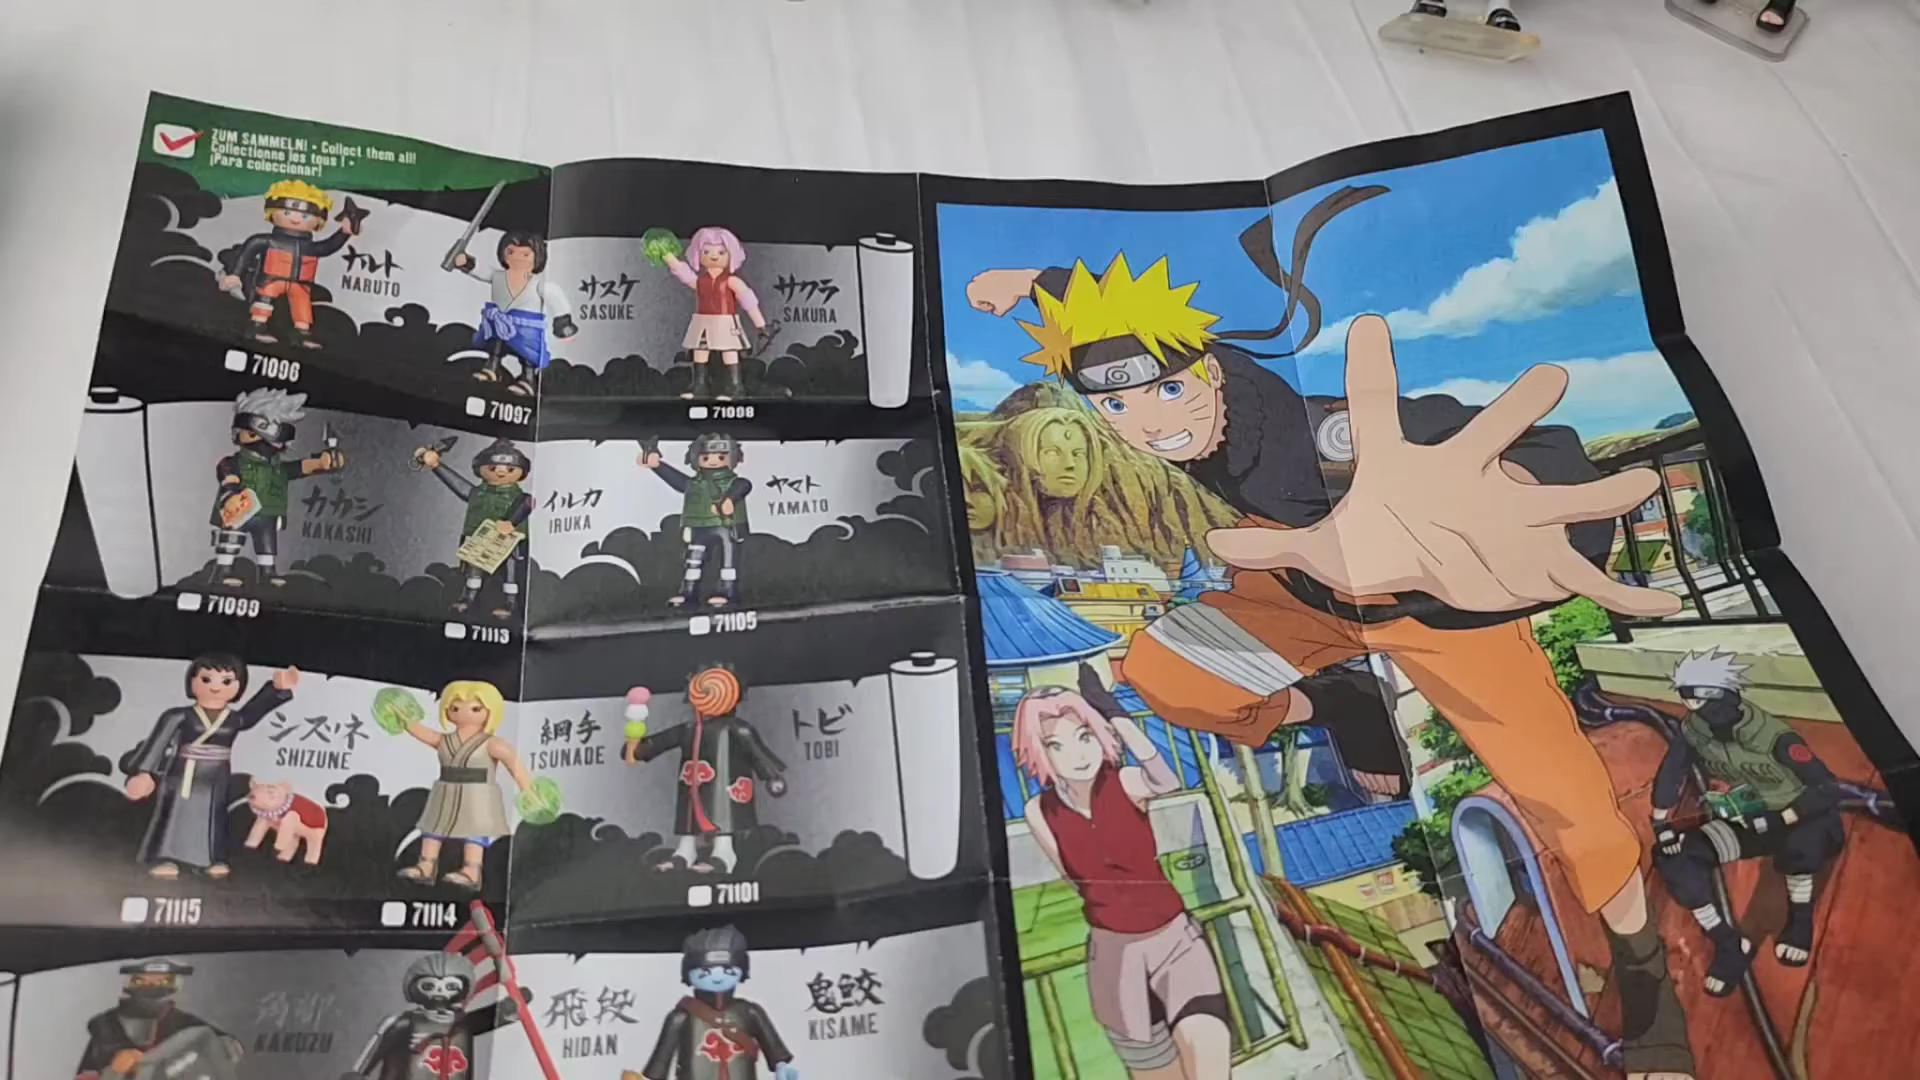 ZUM SAMMELN! • Collect them all!
Collectionne les tous ! •
¡Para coleccionar!
ナルト
NARUTO
71096
サスケ
SASUKE
71097
サクラ
SAKURA
71098
カカシ
KAKASHI
71099
イルカ
IRUKA
71113
ヤマト
YAMATO
71105
シズネ
SHIZUNE
71115
綱手
TSUNADE
71114
トビ
TOBI
71101
角都
KAKUZU
飛段
HIDAN
鬼鮫
KISAME